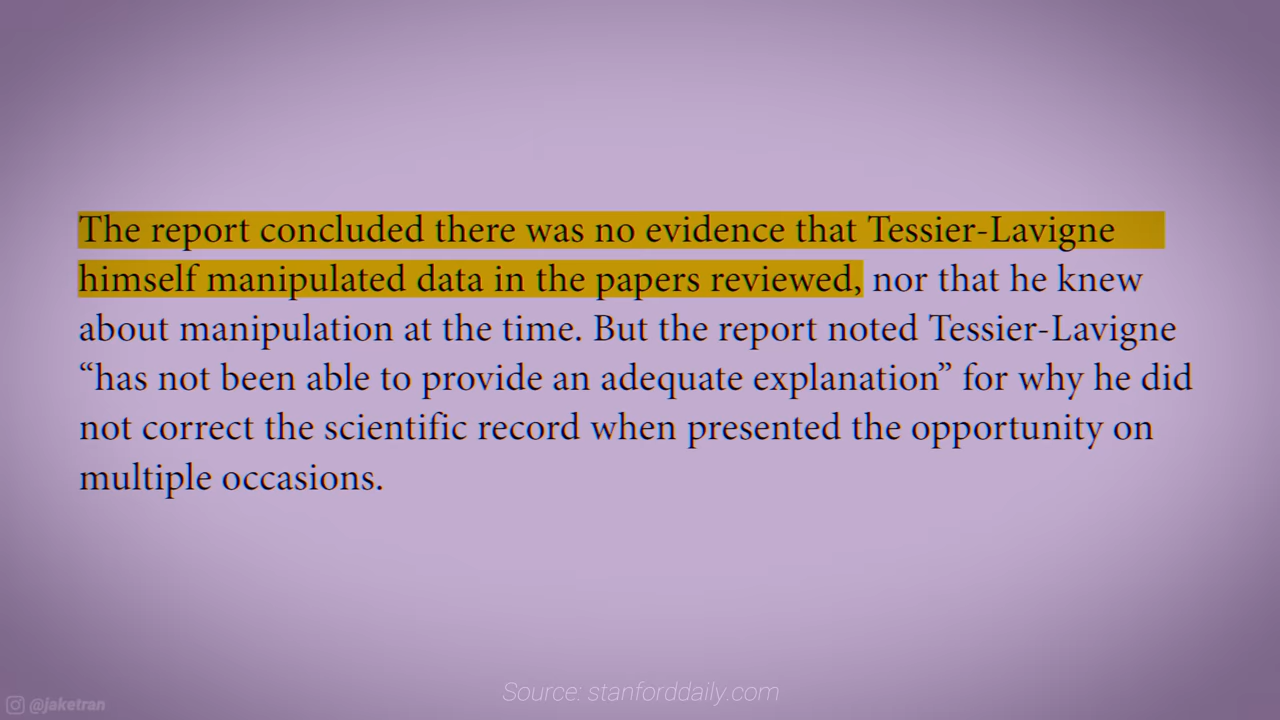 The report concluded there was no evidence that Tessier-Lavigne
himself manipulated data in the papers reviewed, nor that he knew
about manipulation at the time. But the report noted Tessier-Lavigne
“has not been able to provide an adequate explanation” for why he did
not correct the scientific record when presented the opportunity on
multiple occasions.
Source: stanforddaily.com
@jaketran